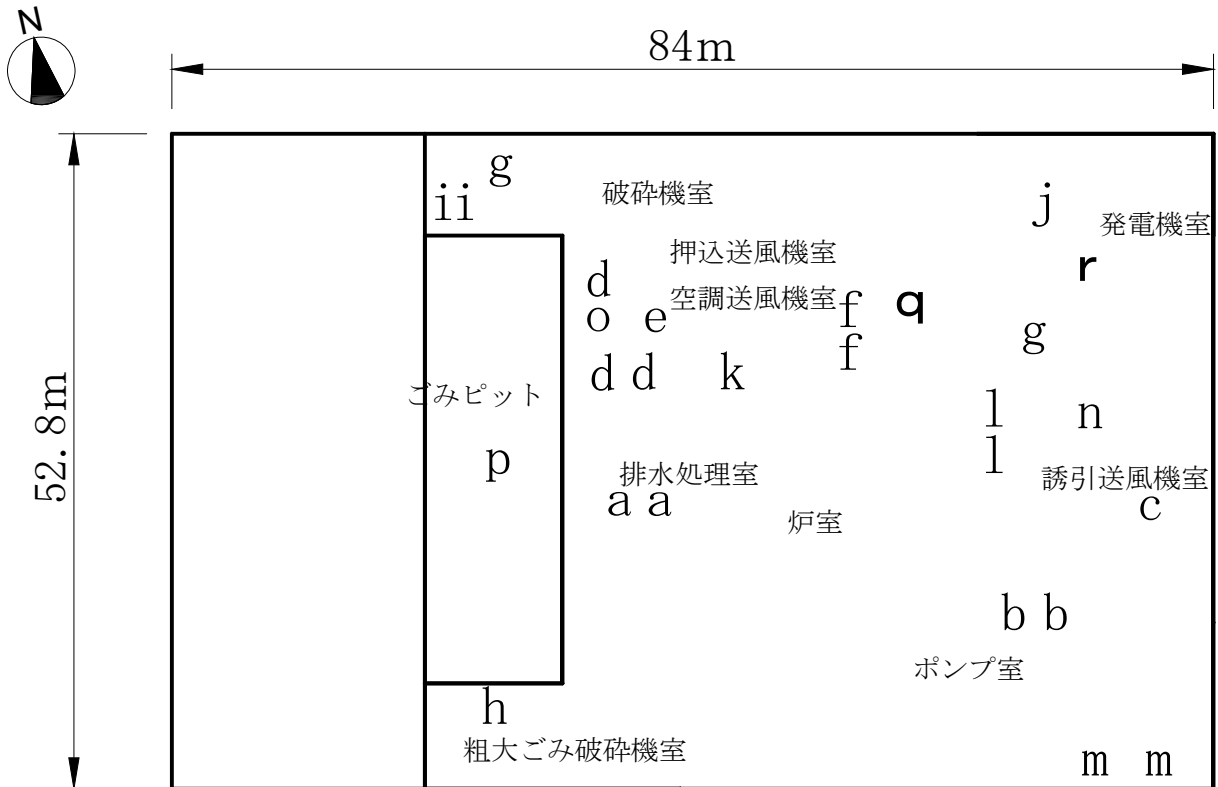 N
84m
52.8m
g
ii
破砕機室
j
発電機室
押込送風機室
r
d
空調送風機室
f
q
o
e
f
g
d d
k
ごみピット
l
n
p
l
排水処理室
誘引送風機室
a a
c
炉室
b b
ポンプ室
h
粗大ごみ破砕機室
m m